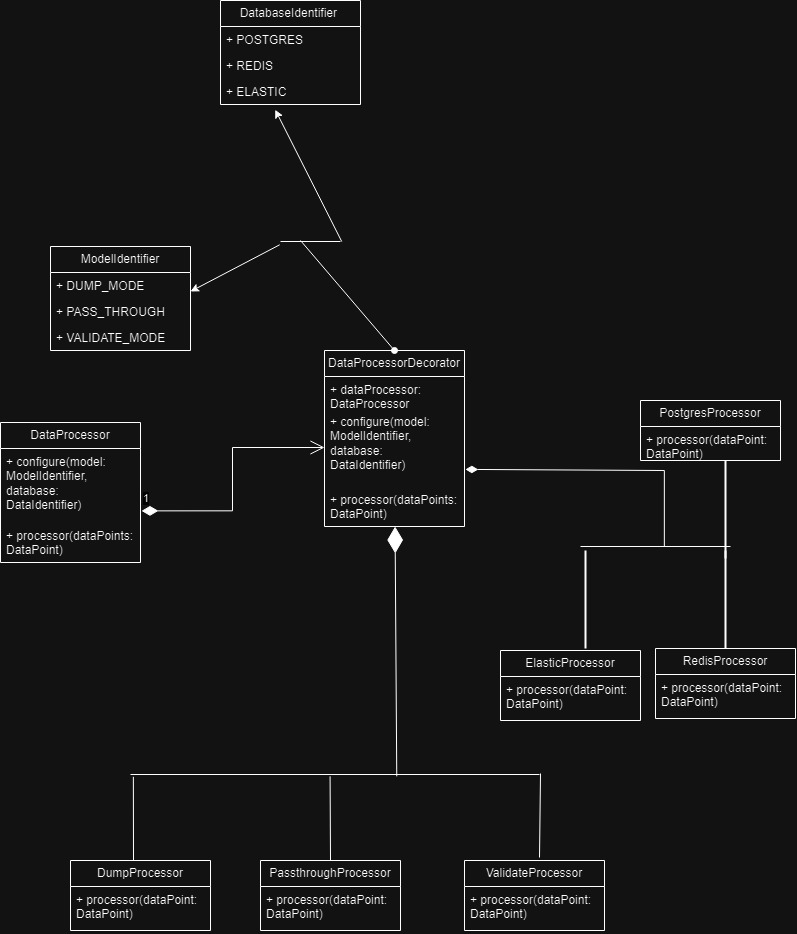 DatabaseIdentifier
+ POSTGRES
+ REDIS
+ ELASTIC
ModelIdentifier
+ DUMP_MODE
+ PASS_THROUGH
+ VALIDATE_MODE
DataProcessorDecorator
+ dataProcessor:
DataProcessor
+ configure(model:
ModelIdentifier,
database:
DataIdentifier)
+ processor(dataPoints:
DataPoint)
DataProcessor
+ configure(model:
ModelIdentifier,
database:
DataIdentifier)
+ processor(dataPoints:
DataPoint)
1
PostgresProcessor
+ processor(dataPoint:
DataPoint)
ElasticProcessor
+ processor(dataPoint:
DataPoint)
RedisProcessor
+ processor(dataPoint:
DataPoint)
DumpProcessor
+ processor(dataPoint:
DataPoint)
PassthroughProcessor
+ processor(dataPoint:
DataPoint)
ValidateProcessor
+ processor(dataPoint:
DataPoint)